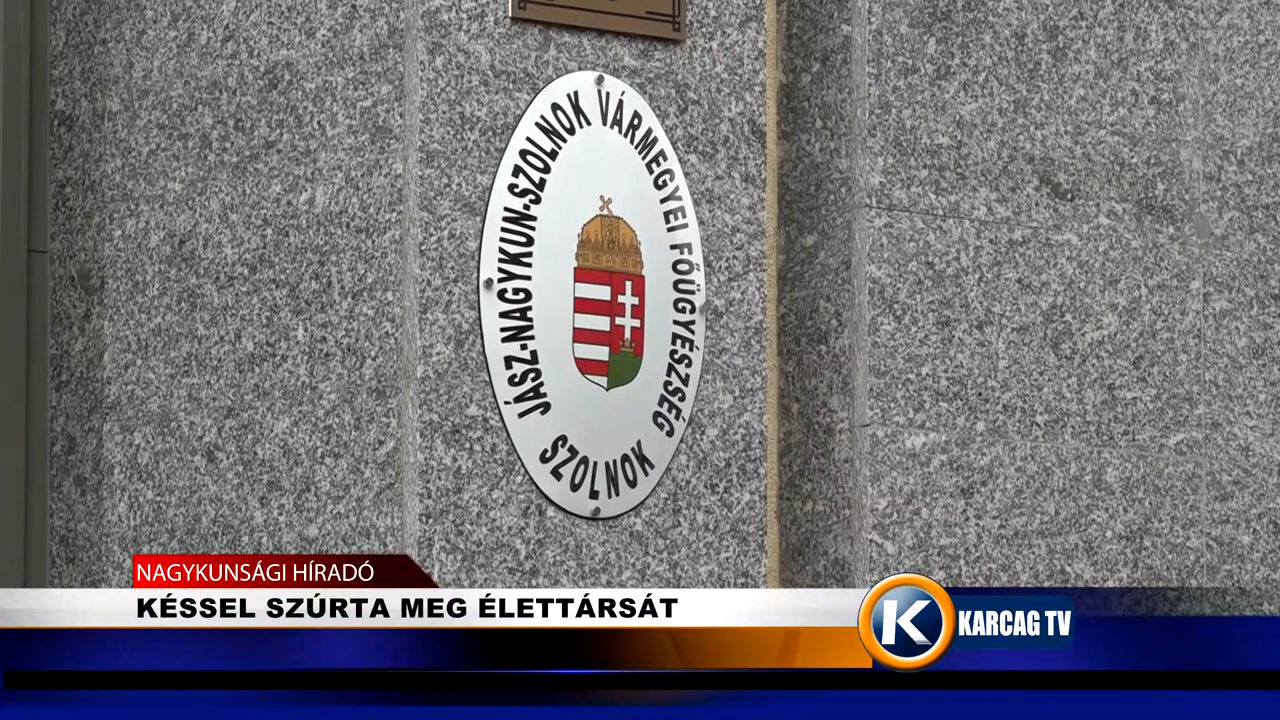 JÁSZ-NAGYKUN-SZOLNOK VÁRMEGYEI FŐÜGYÉSZSÉG
SZOLNOK
NAGYKUNSÁGI HÍRADÓ
KÉSSEL SZÚRTA MEG ÉLETTÁRSÁT
K KARCAG TV